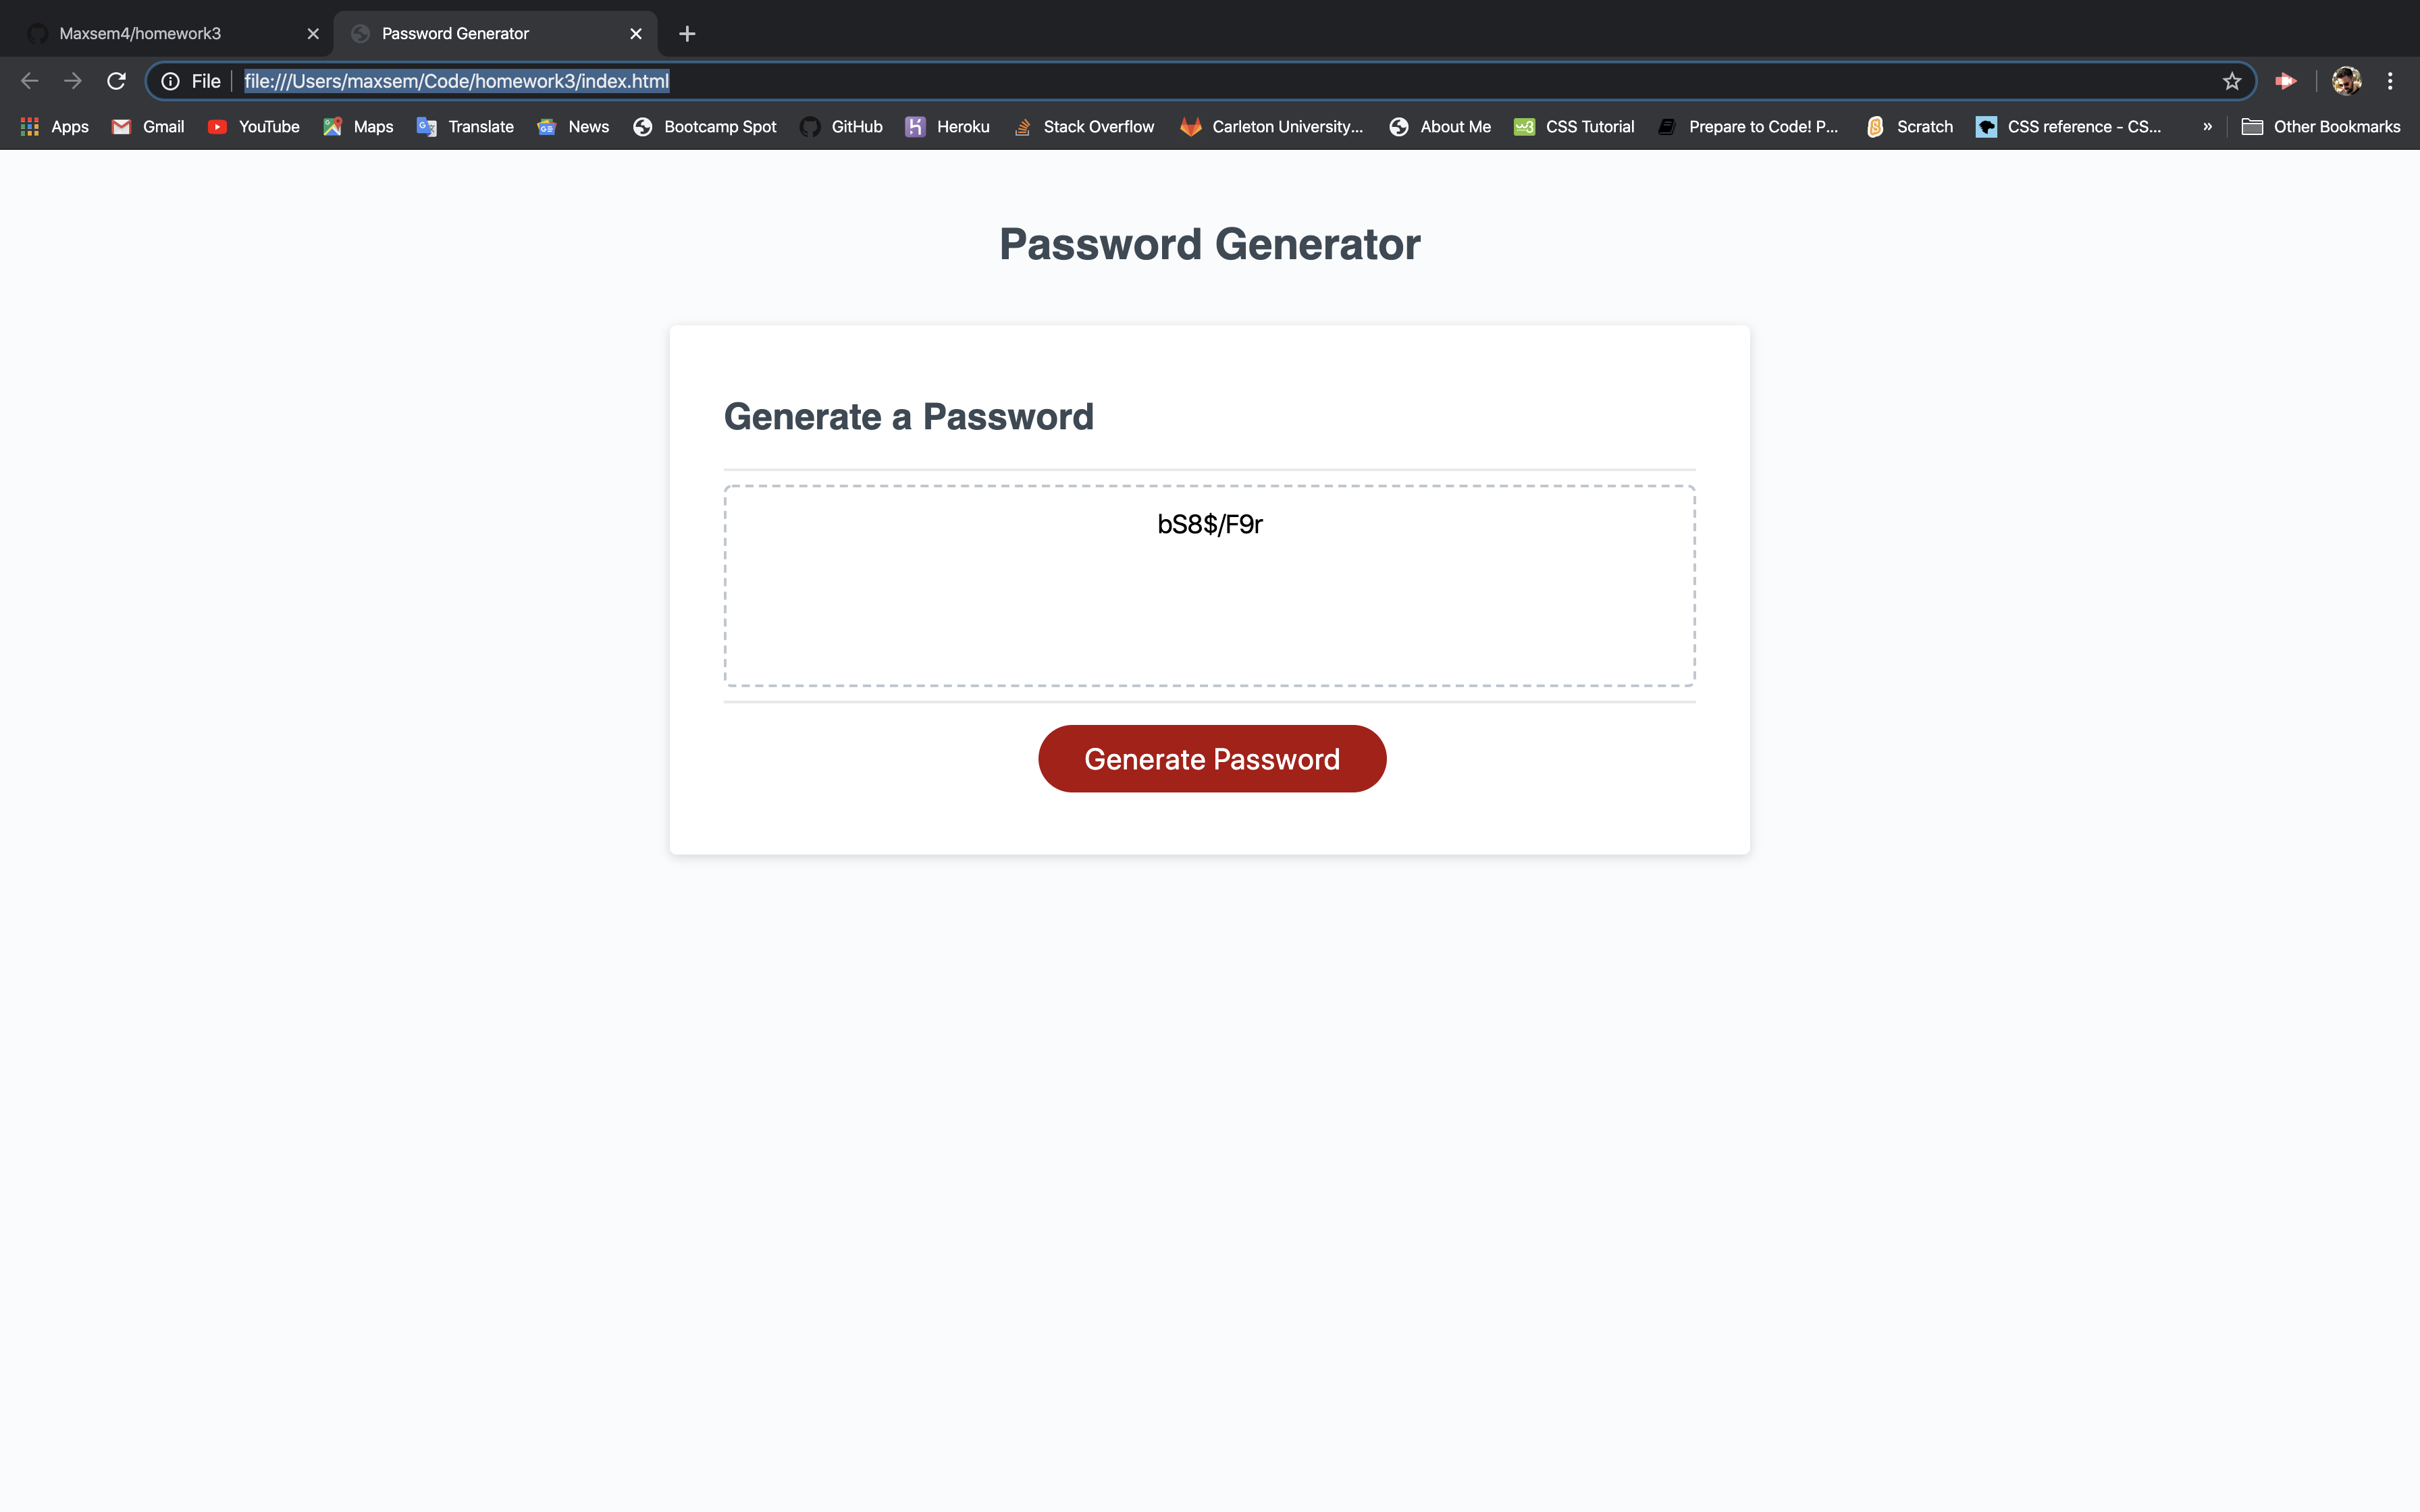 Maxsem4/homework3
Password Generator
File
file:///Users/maxsem/Code/homework3/index.html
Apps
Gmail
YouTube
Maps
Translate
News
Bootcamp Spot
GitHub
Heroku
Stack Overflow
Carleton University...
About Me
CSS Tutorial
Prepare to Code! P...
Scratch
CSS reference - CS...
»
Other Bookmarks
Password Generator
Generate a Password
bS8$/F9r
Generate Password